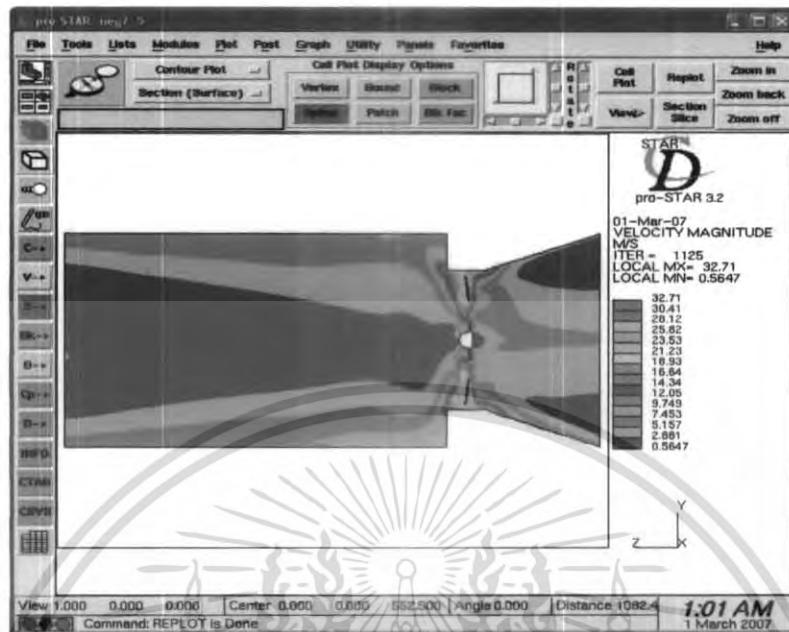 pro STAR neg7_5
File Tools Lists Modules Plot Post Graph Utility Panels Favorites Help
Contour Plot
Section (Surface)
Cell Plot Display Options
Vertex Bound Block
Patch Blk Fac
Rotate
Cell Plot
Replot
Zoom in
Zoom back
View->
Section Slice
Zoom off
C->
V->
Bk->
B->
Cp->
D->
INFO
CTAB
STAR
CD
pro-STAR 3.2
01-Mar-07
VELOCITY MAGNITUDE
M/S
ITER = 1125
LOCAL MX= 32.71
LOCAL MN= 0.5647
32.71
30.41
28.12
25.82
23.53
21.23
18.93
16.64
14.34
12.05
9.749
7.453
5.157
2.861
0.5647
Y
Z X
View 1.000 0.000 0.000 Center 0.000 0.000 552.500 Angle 0.000 Distance 1082.4
1:01 AM
Command: REPLOT is Done
1 March 2007